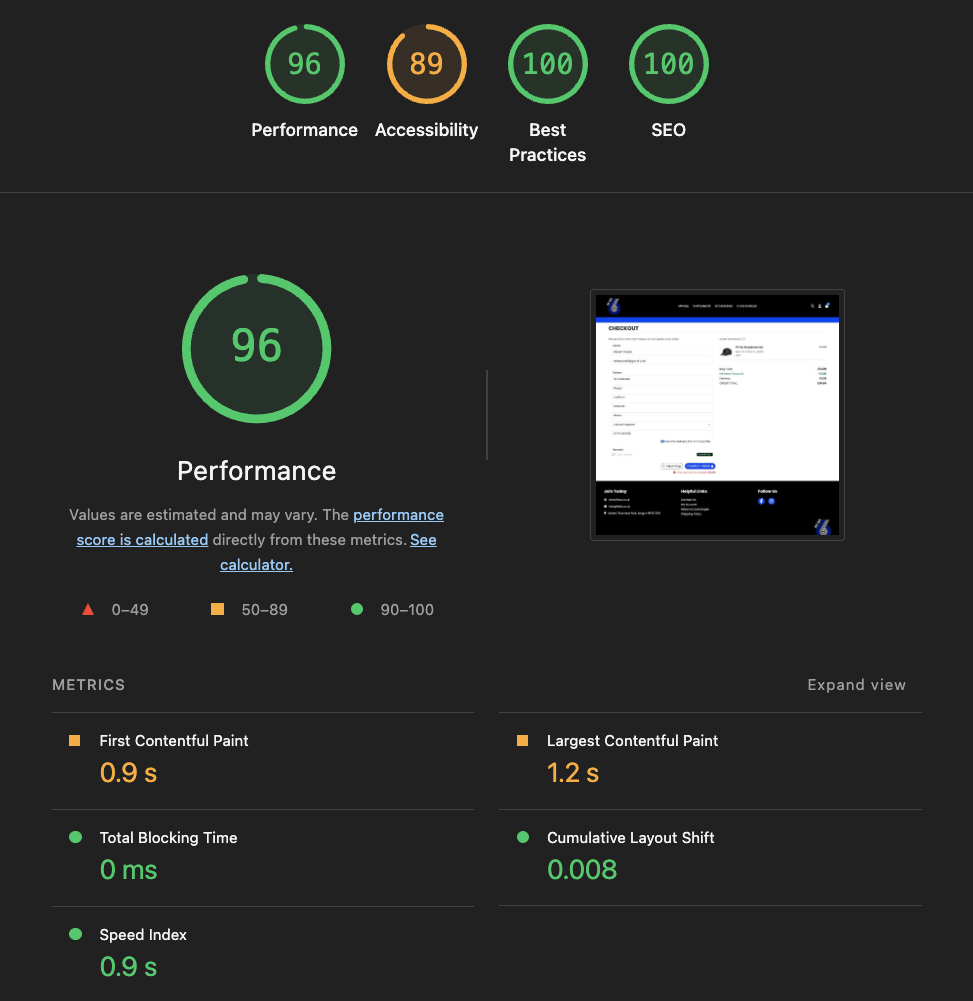 96
89
100
100
Performance
Accessibility
Best
Practices
SEO
96
Performance
Values are estimated and may vary. The performance
score is calculated directly from these metrics. See
calculator.
0–49
50–89
90–100
CHECKOUT
Join Today
Helpful Links
Follow Us
METRICS
Expand view
First Contentful Paint
0.9 s
Largest Contentful Paint
1.2 s
Total Blocking Time
0 ms
Cumulative Layout Shift
0.008
Speed Index
0.9 s